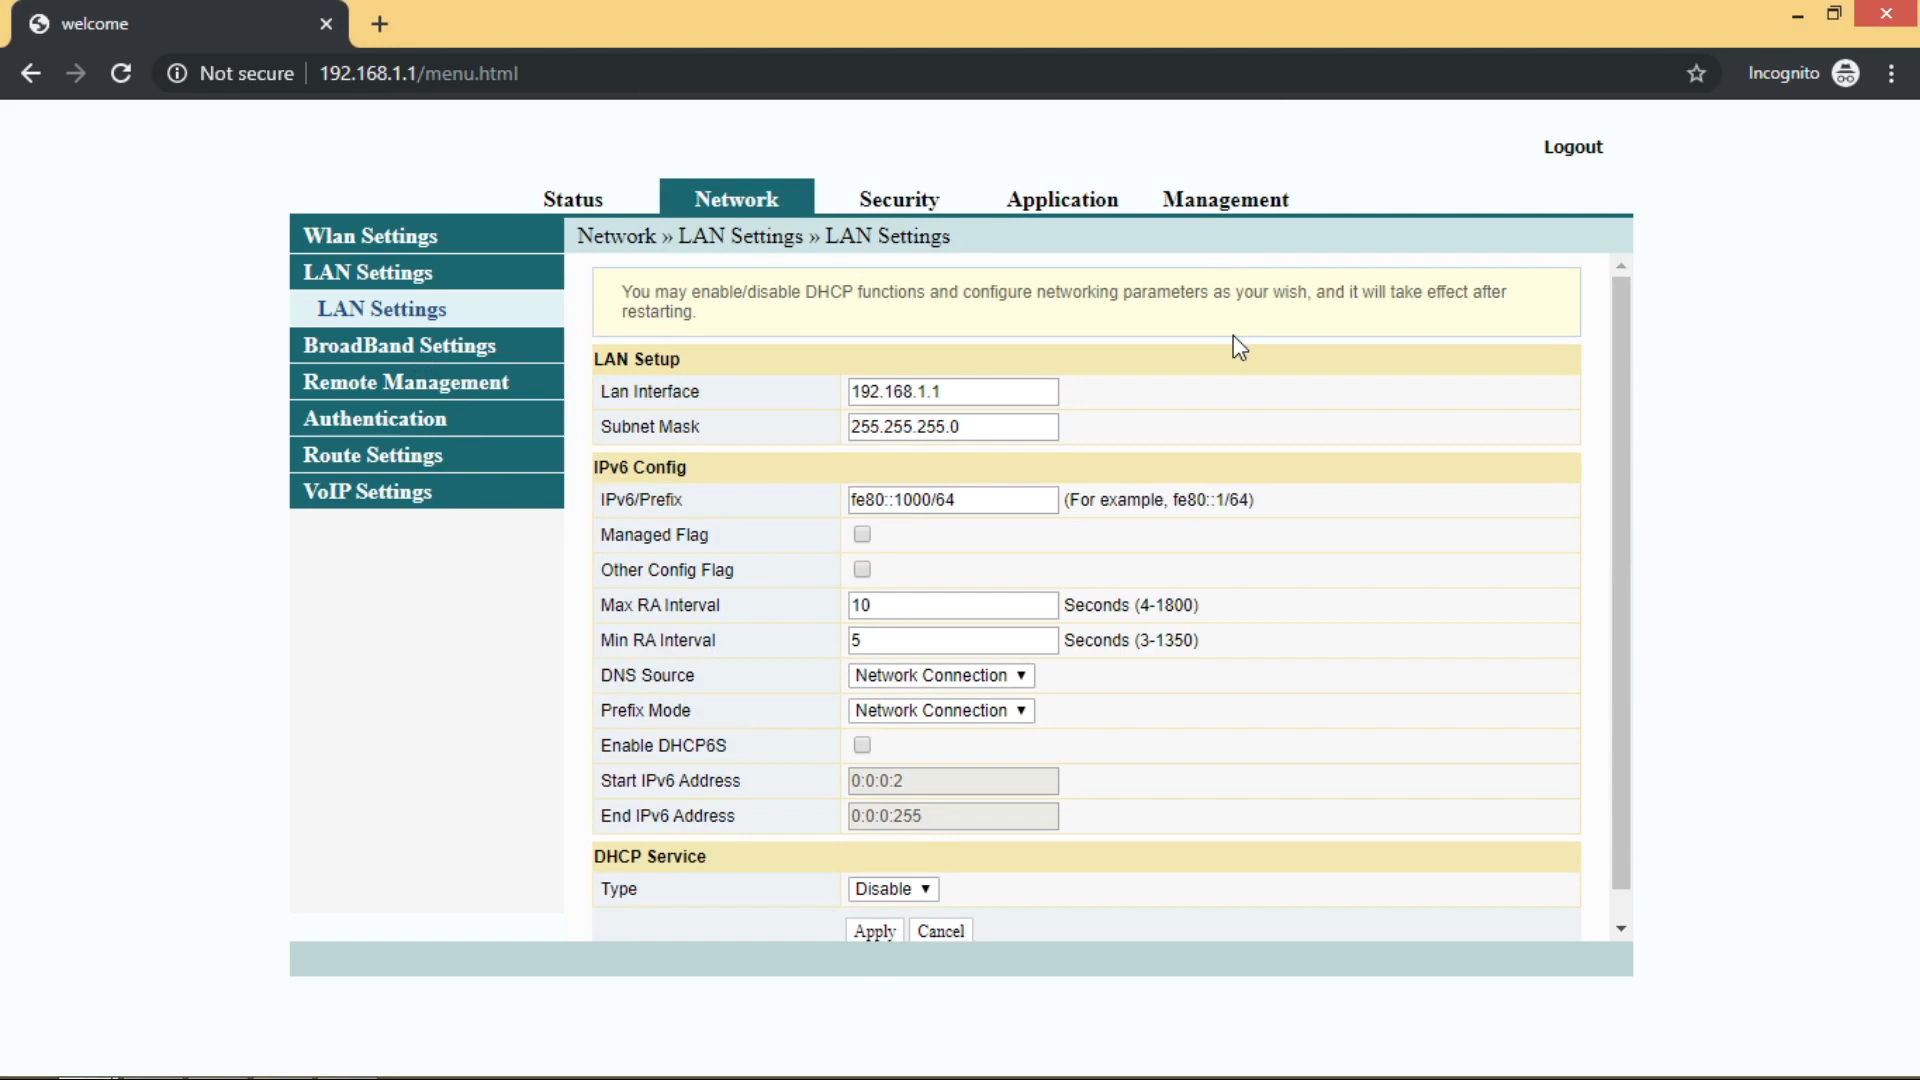 welcome
Not secure
192.168.1.1/menu.html
Incognito
Logout
Status
Network
Security
Application
Management
Wlan Settings
LAN Settings
LAN Settings
BroadBand Settings
Remote Management
Authentication
Route Settings
VoIP Settings
Network » LAN Settings » LAN Settings
You may enable/disable DHCP functions and configure networking parameters as your wish, and it will take effect after
restarting.
LAN Setup
Lan Interface 192.168.1.1
Subnet Mask 255.255.255.0
IPv6 Config
IPv6/Prefix fe80::1000/64 (For example, fe80::1/64)
Managed Flag
Other Config Flag
Max RA Interval 10 Seconds (4-1800)
Min RA Interval 5 Seconds (3-1350)
DNS Source Network Connection
Prefix Mode Network Connection
Enable DHCP6S
Start IPv6 Address 0:0:0:2
End IPv6 Address 0:0:0:255
DHCP Service
Type Disable
Apply Cancel